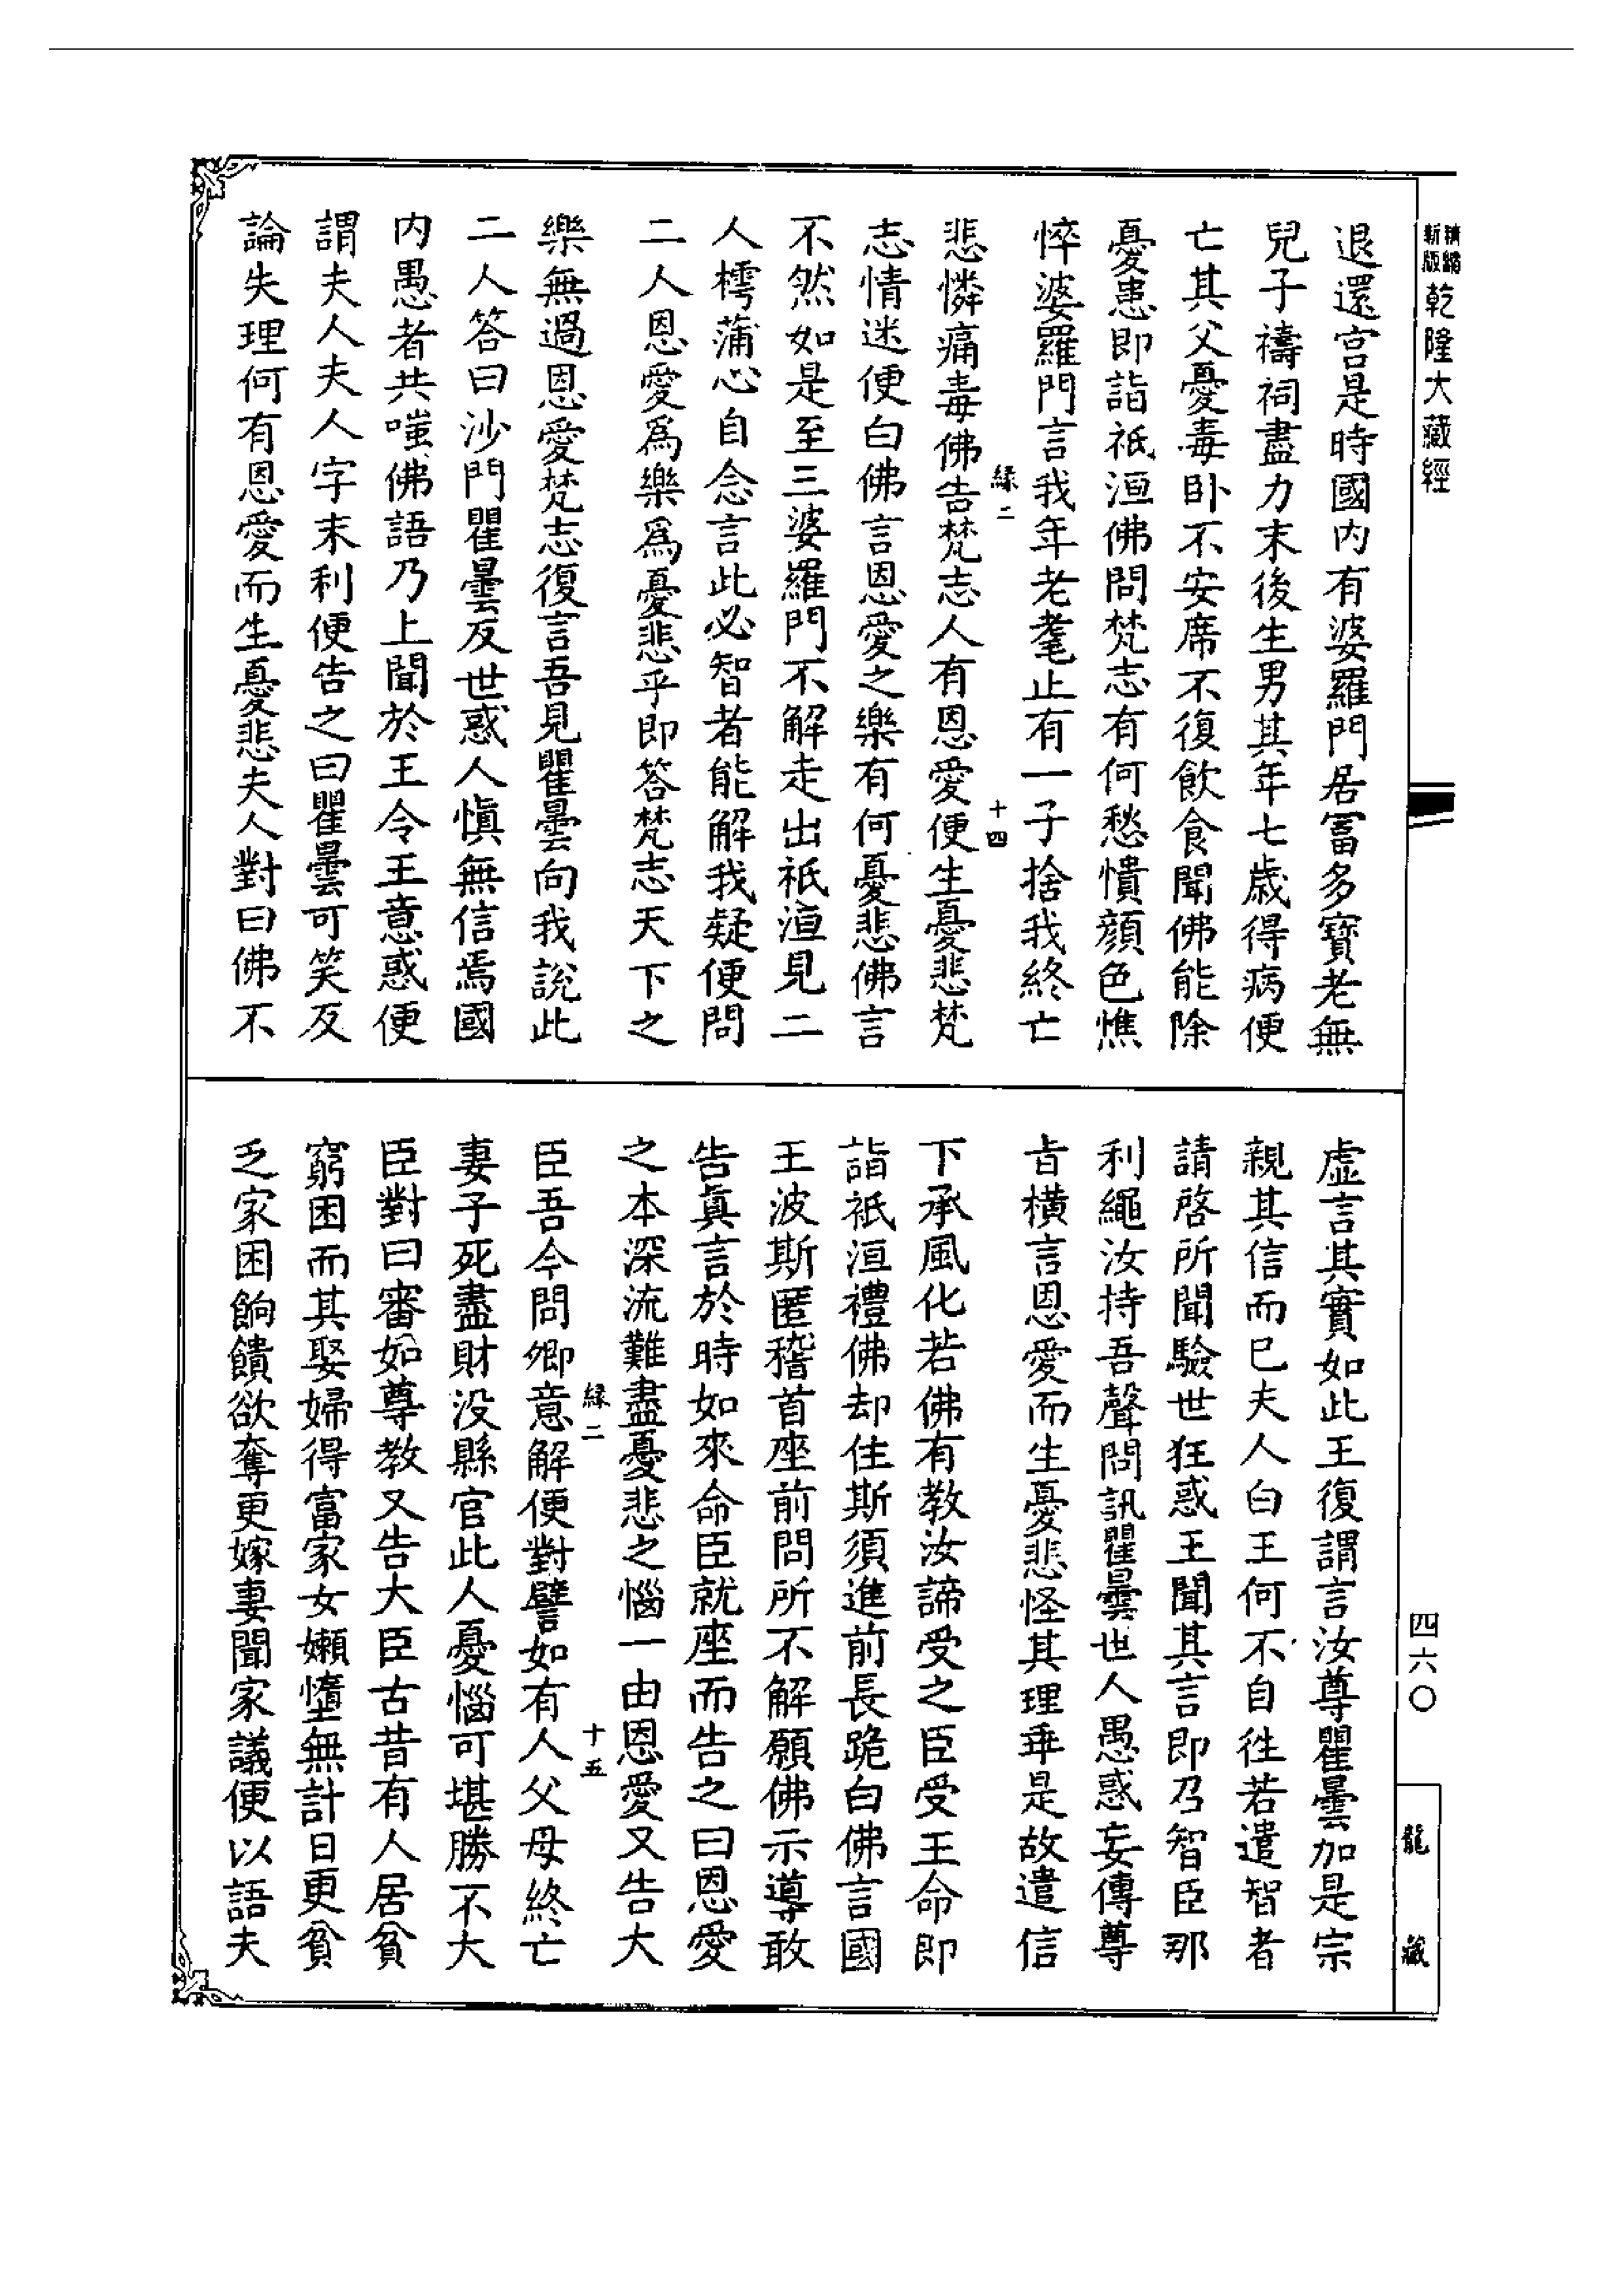 精縮新版乾隆大藏經
退還宫是時國内有婆羅門居冨多寶老無
兒子禱祠盡力末後生男其年七歲得病便
亡其父憂毒卧不安席不復飲食聞佛能除
憂患即詣祇洹佛問梵志有何愁憒顔色憔
悴婆羅門言我年老耄止有一子捨我終亡
緑二 十四
悲憐痛毒佛告梵志人有恩愛便生憂悲梵
志情迷便白佛言恩愛之樂有何憂悲佛言
不然如是至三婆羅門不解走出祇洹見二
人樗蒲心自念言此必智者能解我疑便問
二人恩愛爲樂爲憂悲乎即答梵志天下之
樂無過恩愛梵志復言吾見瞿曇向我說此
二人答曰沙門瞿曇反世惑人慎無信焉國
内愚者共嗤佛語乃上聞於王令王意惑便
謂夫人夫人字末利便告之曰瞿曇可笑反
論失理何有恩愛而生憂悲夫人對曰佛不
虚言其實如此王復謂言汝尊瞿曇加是宗
親其信而巳夫人白王何不自徃若遣智者
請啓所聞驗世狂惑王聞其言即召智臣那
利繩汝持吾聲問訊瞿曇世人愚惑妄傳尊
旨横言恩愛而生憂悲怪其理乖是故遣信
下承風化若佛有教汝諦受之臣受王命即
詣祇洹禮佛却住斯須進前長跪白佛言國
王波斯匿稽首座前問所不解願佛示導敢
告眞言於時如來命臣就座而告之曰恩愛
之本深流難盡憂悲之惱一由恩愛又告大
緑二 十五
臣吾今問卿意解便對譬如有人父母終亡
妻子死盡財没縣官此人憂惱可堪勝不大
臣對曰審如尊教又告大臣古昔有人居貧
窮困而其娶婦得富家女嬾墮無計日更貧
乏家困餉饋欲奪更嫁妻聞家議便以語夫
四六〇
龍藏